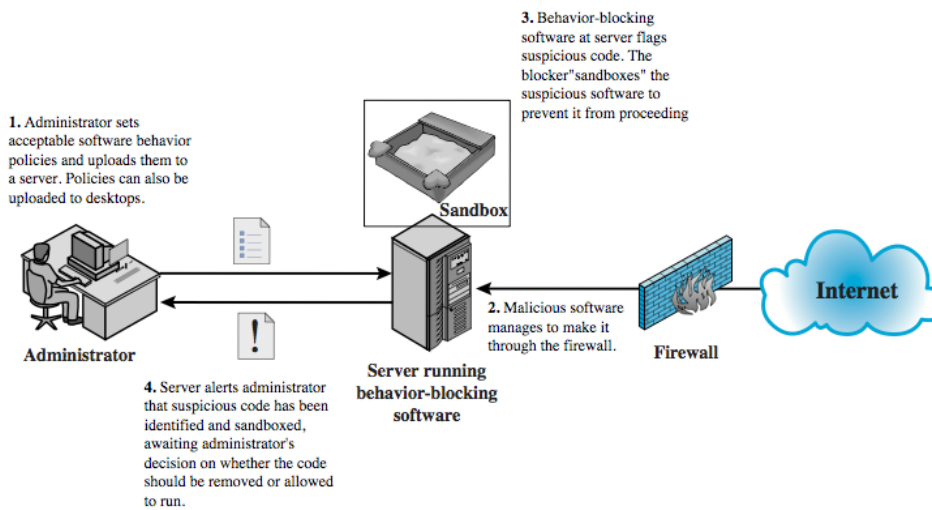 3. Behavior-blocking
software at server flags
suspicious code. The
blocker"sandboxes" the
suspicious software to
prevent it from proceeding
1. Administrator sets
acceptable software behavior
policies and uploads them to
a server. Policies can also be
uploaded to desktops.
Sandbox
Internet
2. Malicious software
manages to make it
through the firewall.
Firewall
Administrator
Server running
behavior-blocking
software
4. Server alerts administrator
that suspicious code has been
identified and sandboxed,
awaiting administrator's
decision on whether the code
should be removed or allowed
to run.